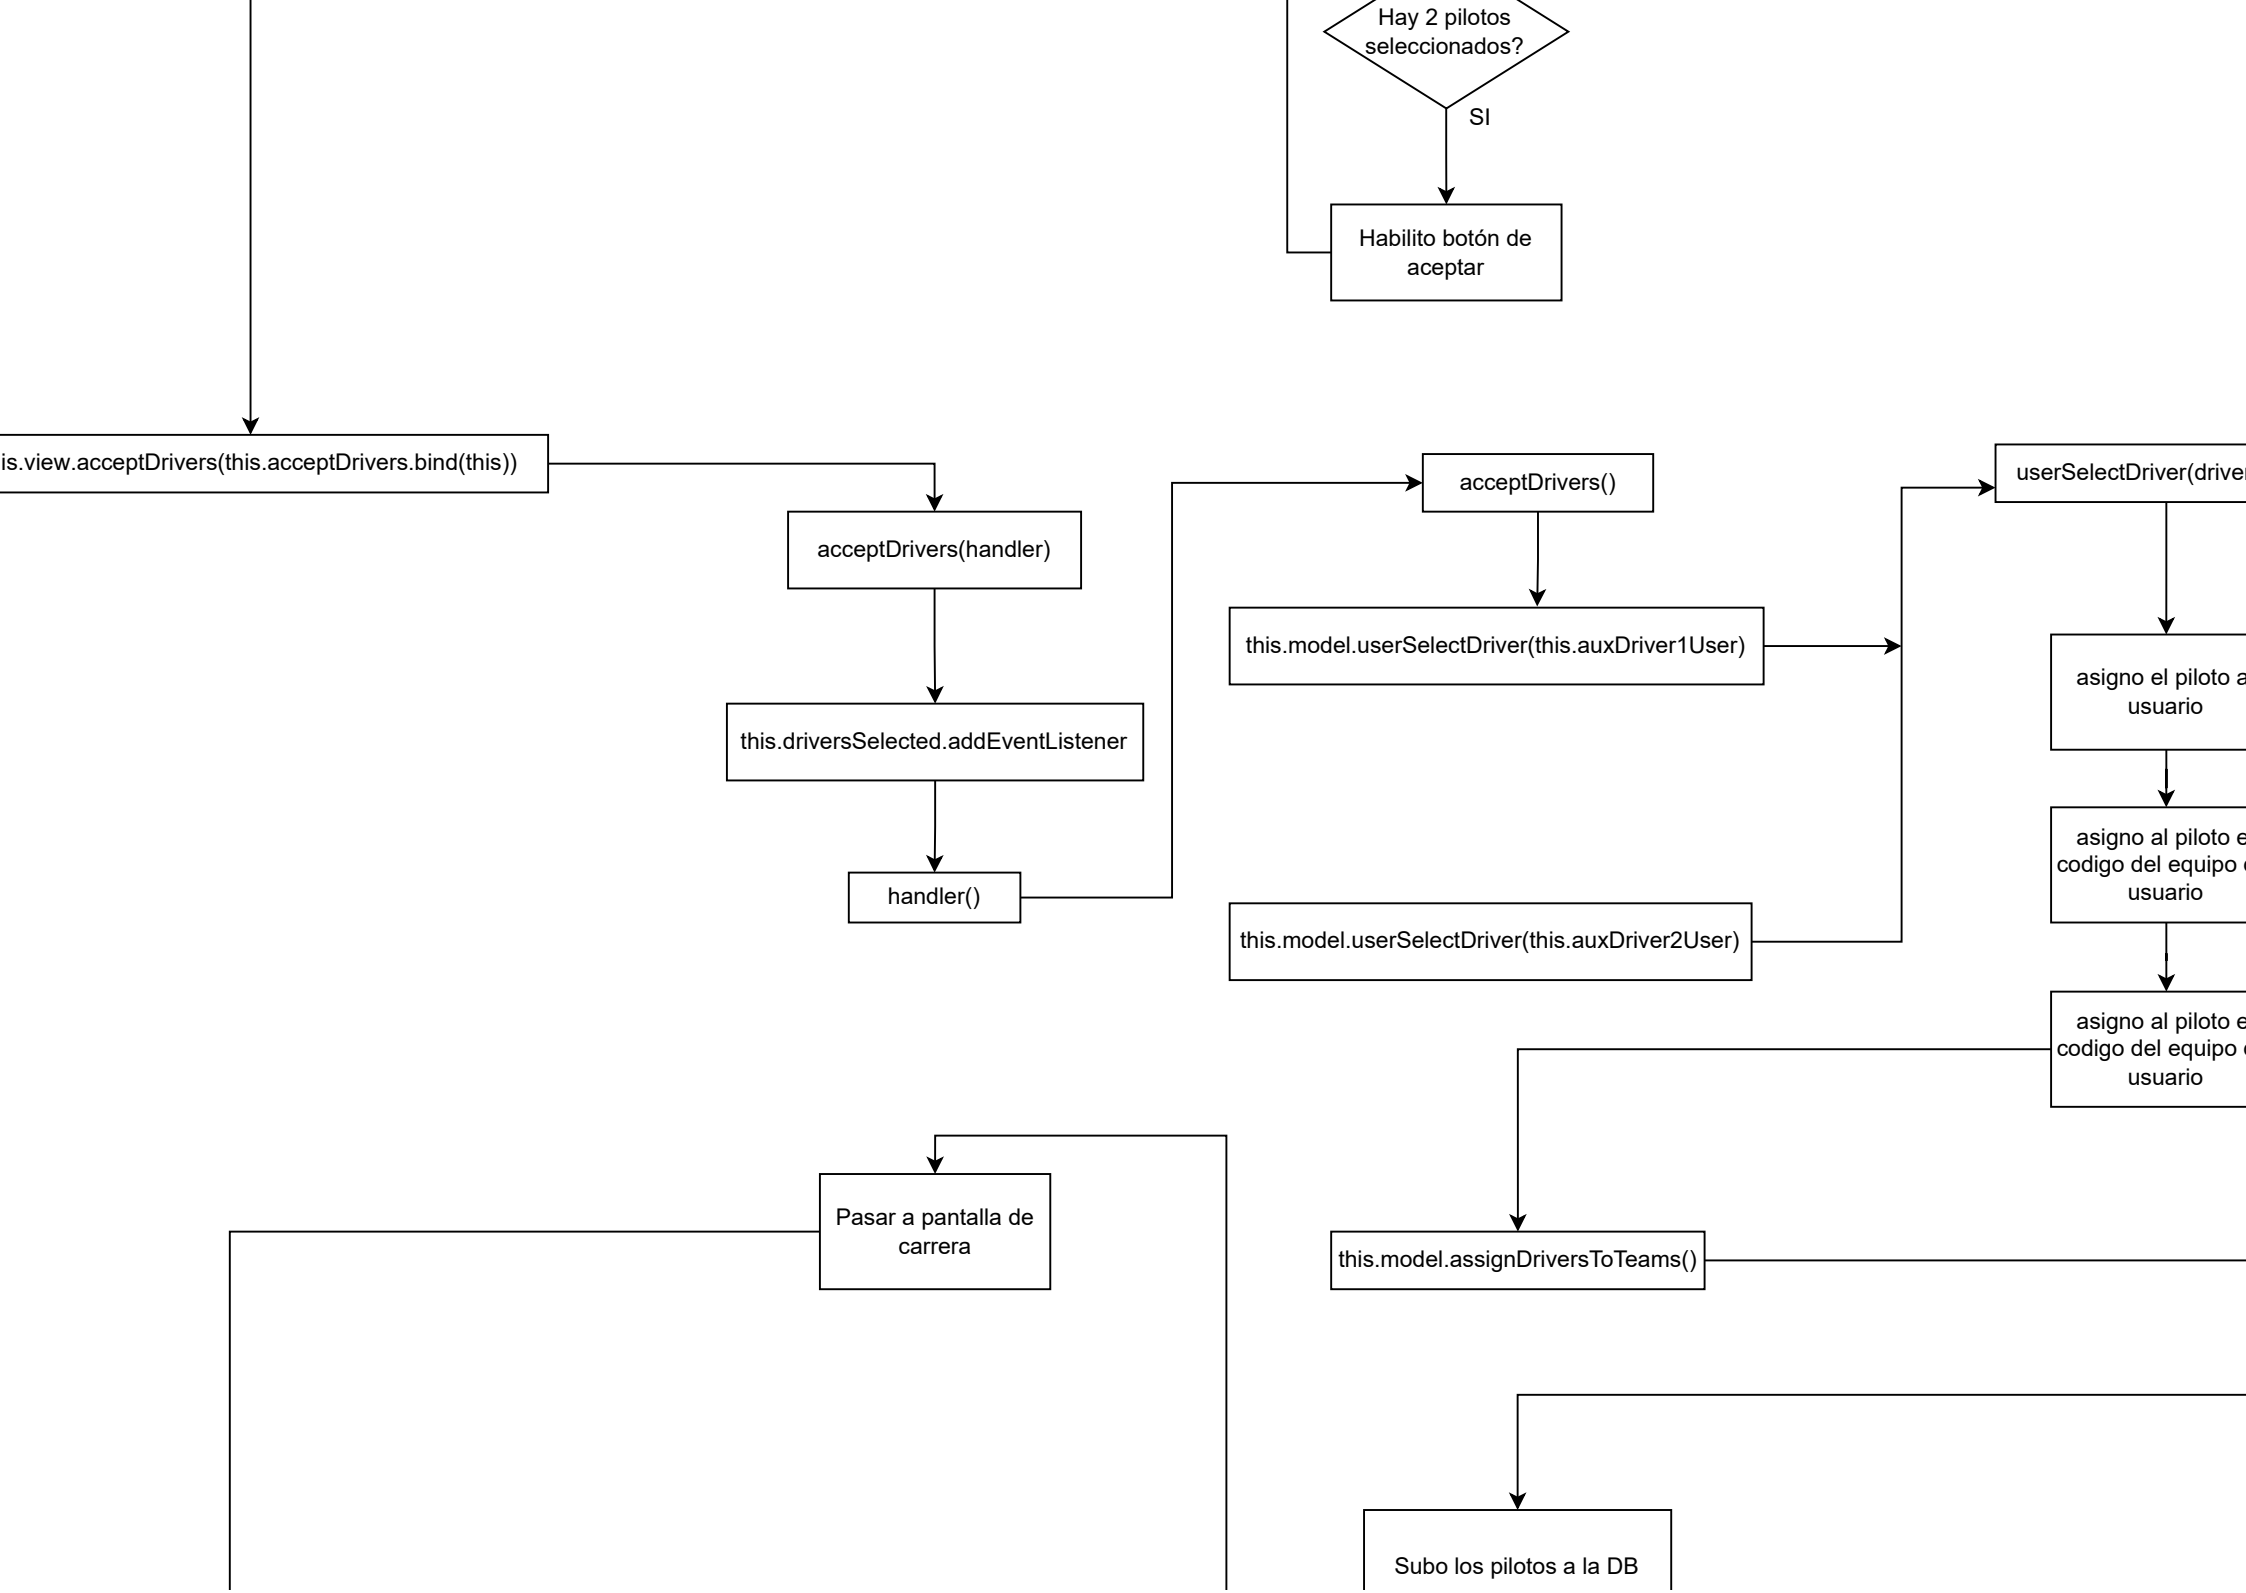 Hay 2 pilotos
seleccionados?
SI
Habilito botón de
aceptar
is.view.acceptDrivers(this.acceptDrivers.bind(this))
acceptDrivers(handler)
this.driversSelected.addEventListener
handler()
acceptDrivers()
this.model.userSelectDriver(this.auxDriver1User)
this.model.userSelectDriver(this.auxDriver2User)
userSelectDriver(driver
asigno el piloto a
usuario
asigno al piloto e
codigo del equipo
usuario
asigno al piloto e
codigo del equipo
usuario
this.model.assignDriversToTeams()
Pasar a pantalla de
carrera
Subo los pilotos a la DB